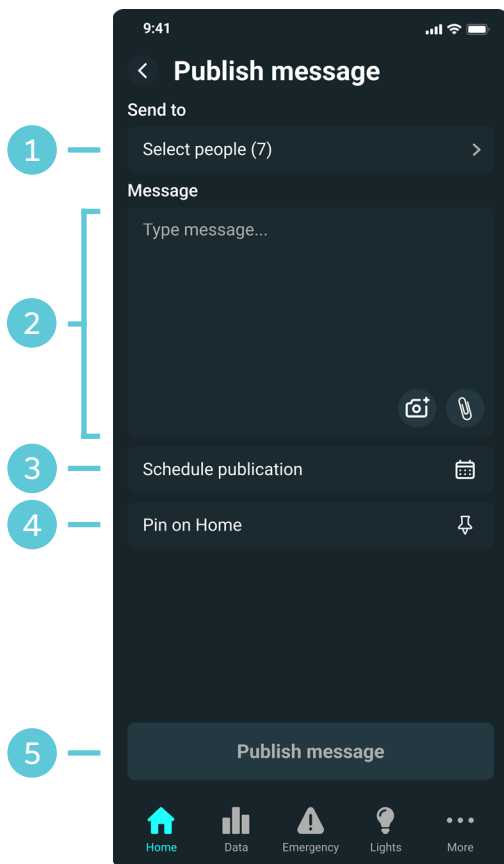 9:41
Publish message
Send to
1
Select people (7)
Message
2
Type message...
3
Schedule publication
4
Pin on Home
5
Publish message
Home Data Emergency Lights More